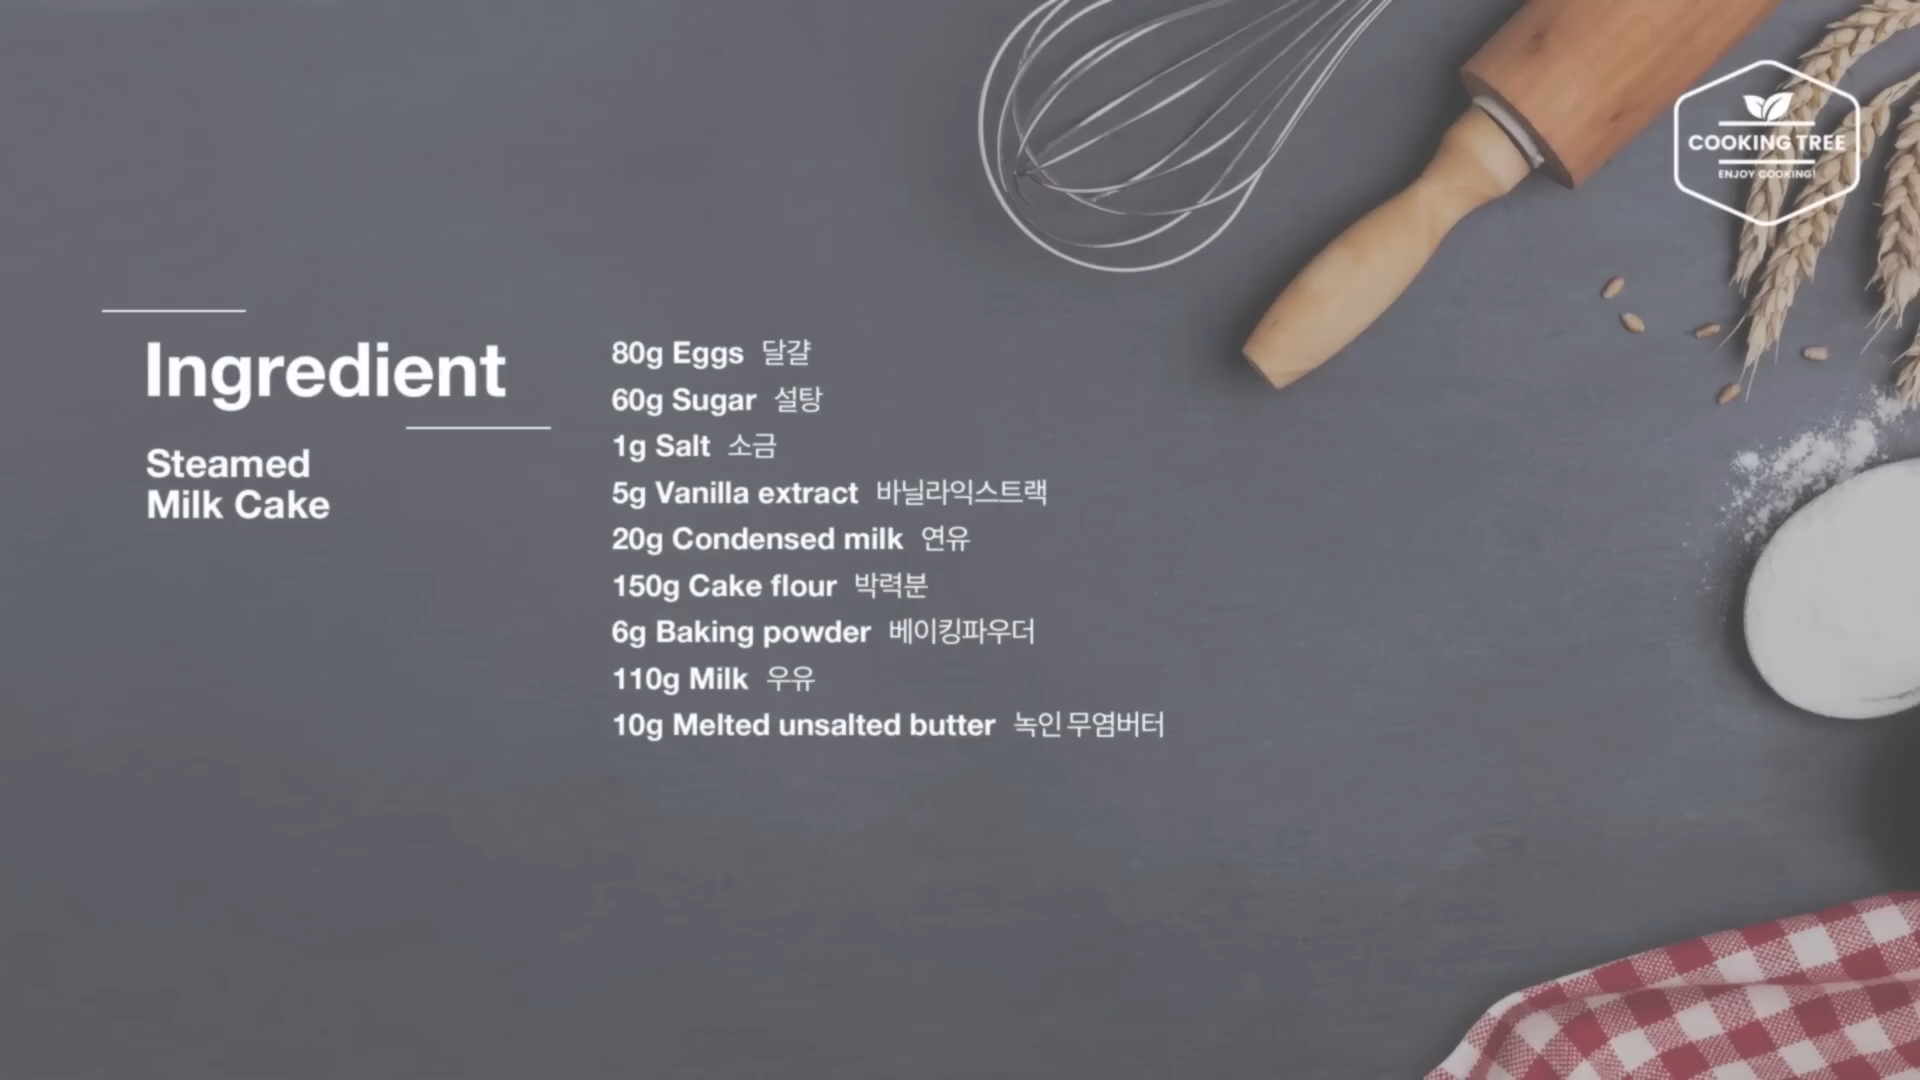 COOKING TREE
ENJOY COOKING!
Ingredient
Steamed
Milk Cake
80g Eggs 달걀
60g Sugar 설탕
1g Salt 소금
5g Vanilla extract 바닐라익스트랙
20g Condensed milk 연유
150g Cake flour 박력분
6g Baking powder 베이킹파우더
110g Milk 우유
10g Melted unsalted butter 녹인 무염버터